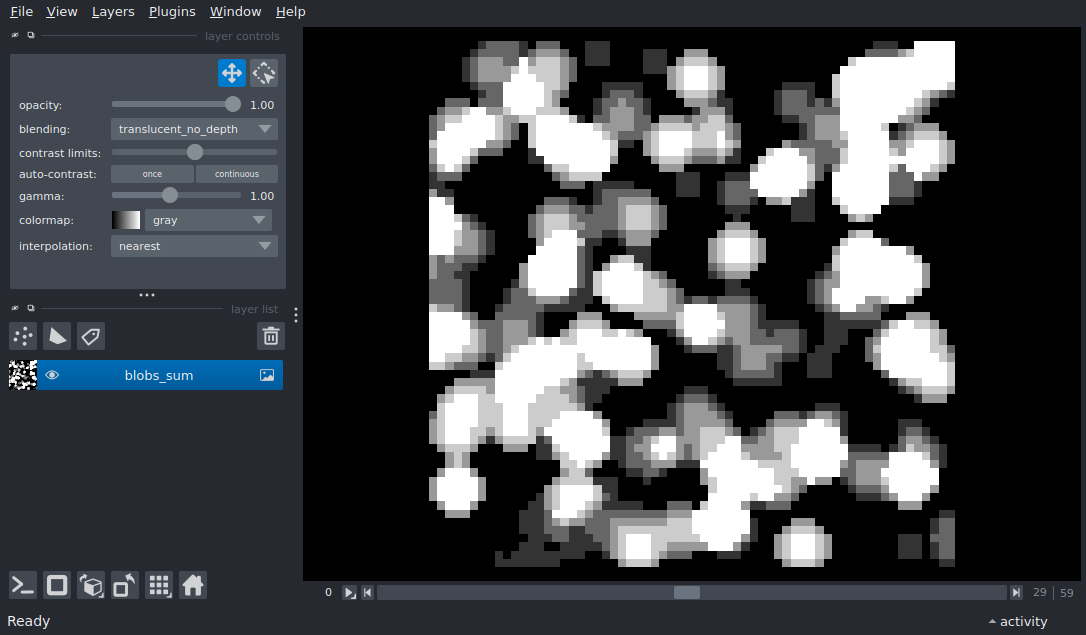 File View Layers Plugins Window Help
layer controls
opacity: 1.00
blending: translucent_no_depth
contrast limits:
auto-contrast: once continuous
gamma: 1.00
colormap: gray
interpolation: nearest
layer list
blobs_sum
0 29 59
Ready activity